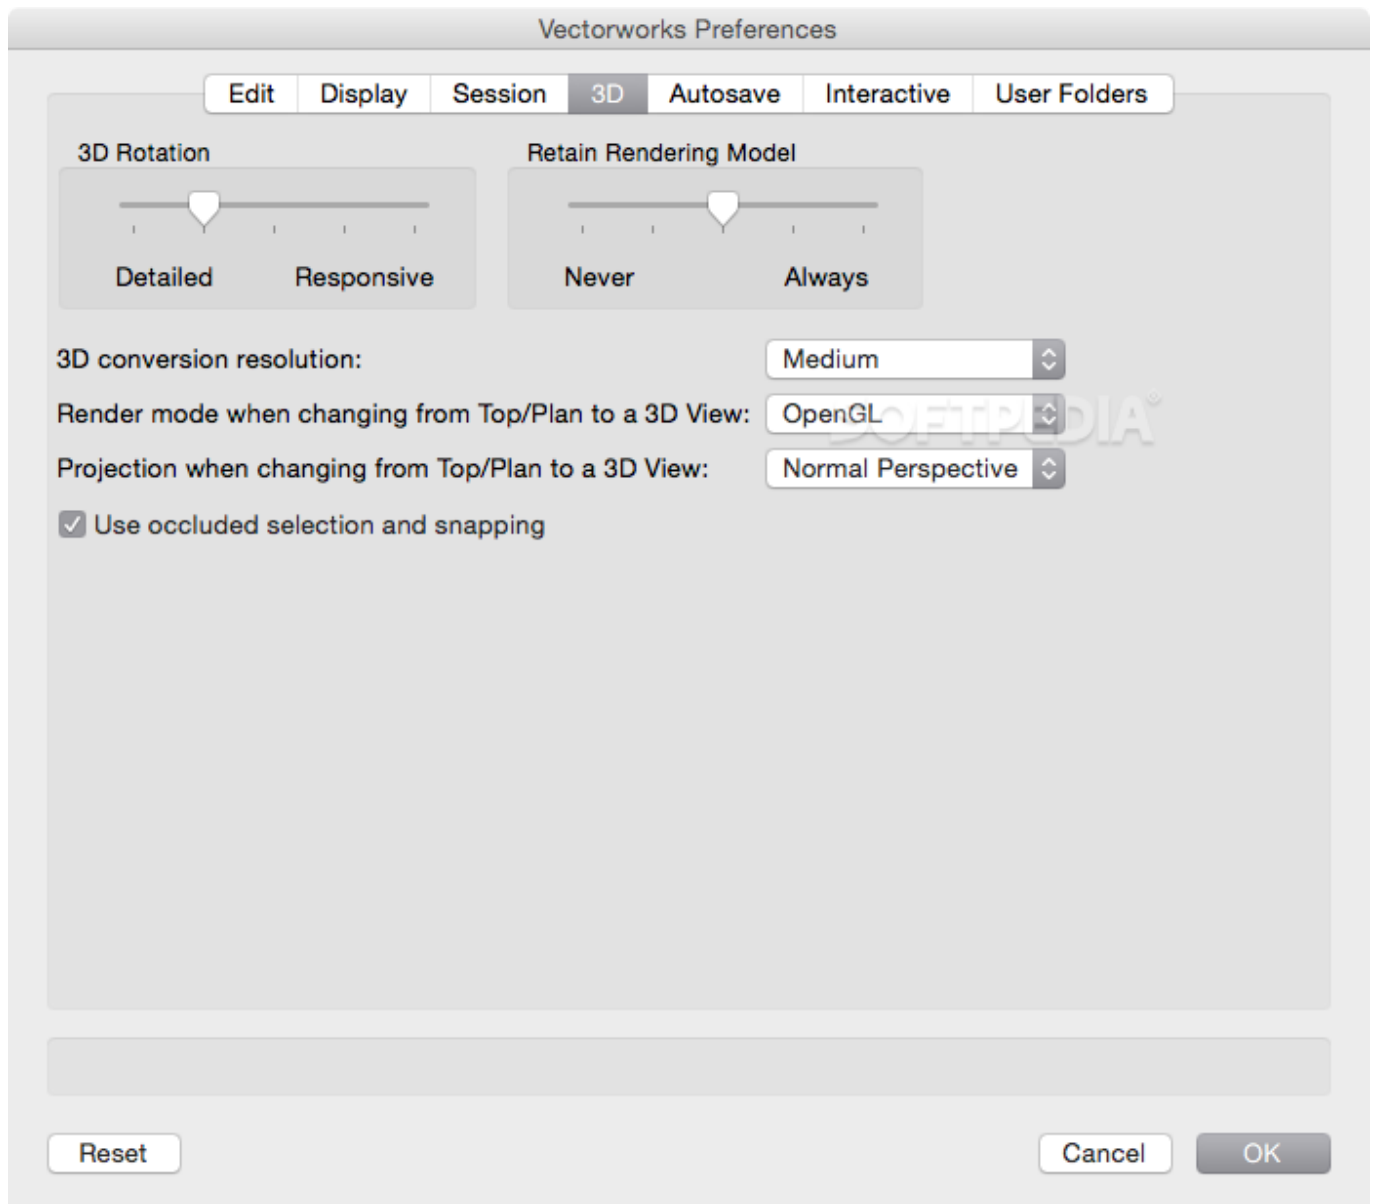 Vectorworks Preferences
Edit Display Session 3D Autosave Interactive User Folders
3D Rotation Retain Rendering Model
Detailed Responsive Never Always
3D conversion resolution: Medium
Render mode when changing from Top/Plan to a 3D View: OpenGL
SOFTPEDIA®
Projection when changing from Top/Plan to a 3D View: Normal Perspective
Use occluded selection and snapping
Reset Cancel OK